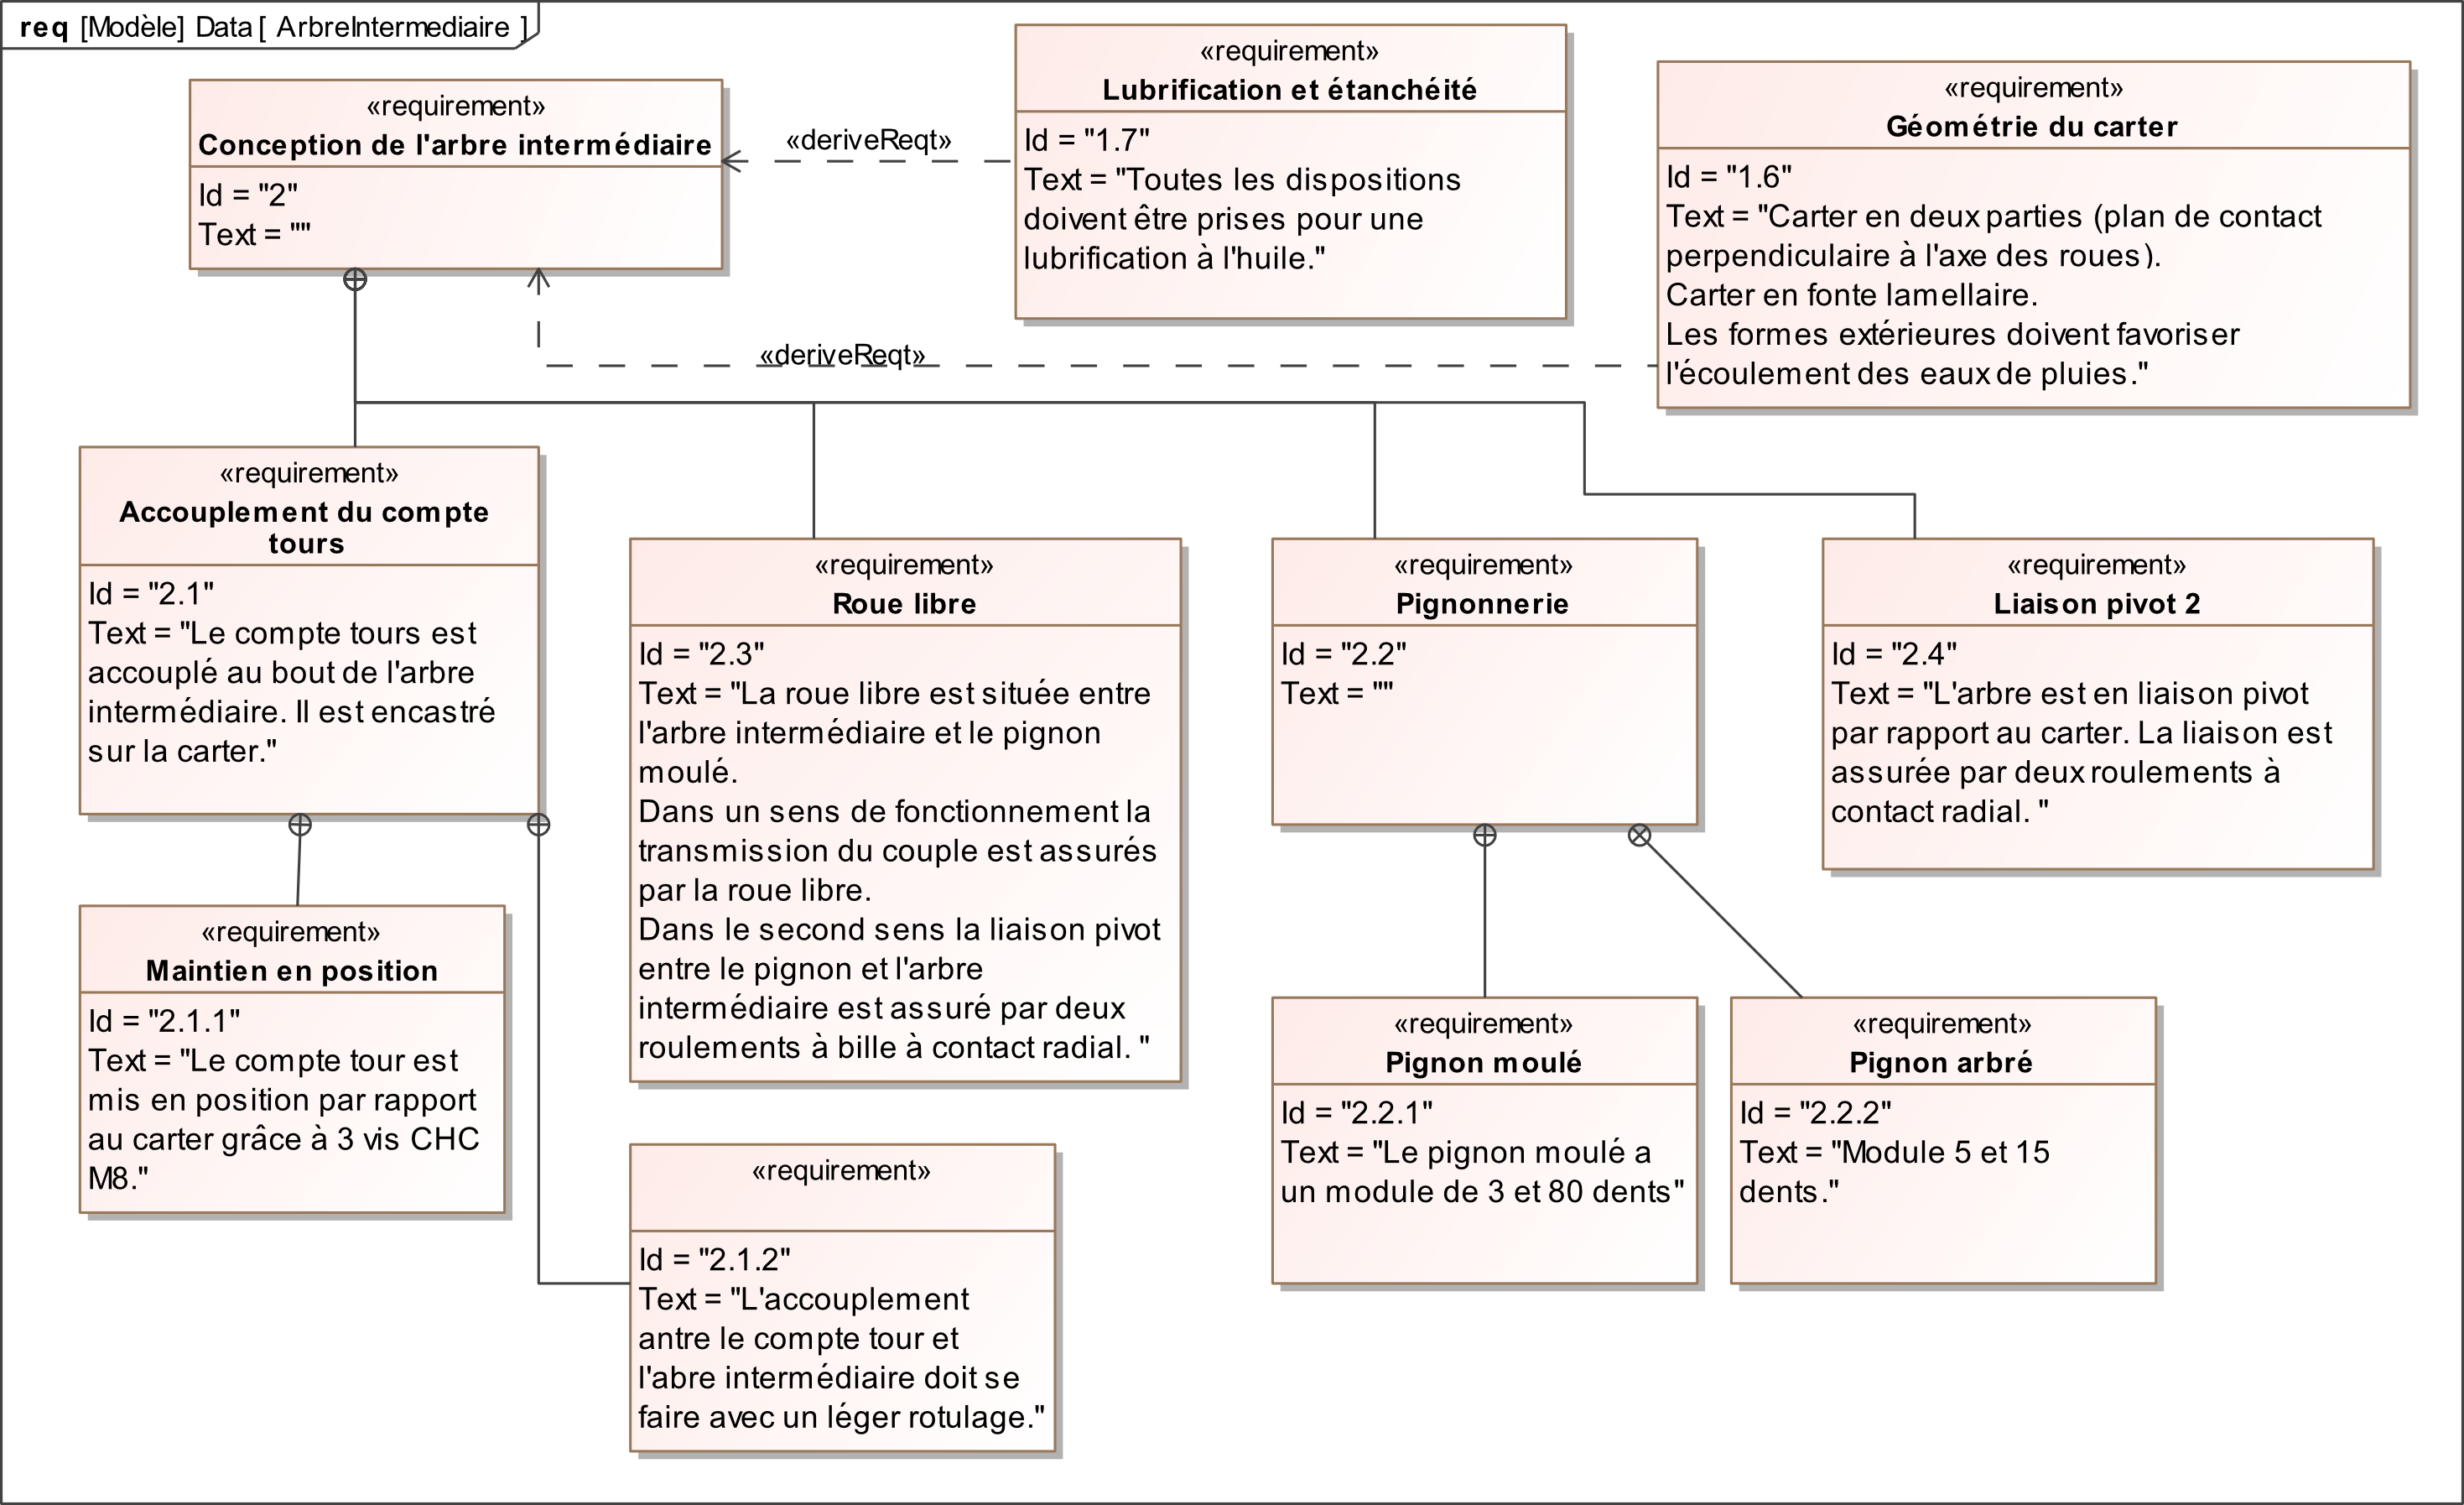 req [Modèle] Data [ ArbreIntermediaire ]
«requirement»
Conception de l'arbre intermédiaire
Id = "2"
Text = ""
«deriveReqt»
«requirement»
Lubrification et étanchéité
Id = "1.7"
Text = "Toutes les dispositions
doivent être prises pour une
lubrification à l'huile."
«requirement»
Géométrie du carter
Id = "1.6"
Text = "Carter en deux parties (plan de contact
perpendiculaire à l'axe des roues).
Carter en fonte lamellaire.
Les formes extérieures doivent favoriser
l'écoulement des eaux de pluies."
«deriveReqt»
«requirement»
Accouplement du compte
tours
Id = "2.1"
Text = "Le compte tours est
accouplé au bout de l'arbre
intermédiaire. Il est encastré
sur la carter."
«requirement»
Roue libre
Id = "2.3"
Text = "La roue libre est située entre
l'arbre intermédiaire et le pignon
moulé.
Dans un sens de fonctionnement la
transmission du couple est assurés
par la roue libre.
Dans le second sens la liaison pivot
entre le pignon et l'arbre
intermédiaire est assuré par deux
roulements à bille à contact radial. "
«requirement»
Pignonnerie
Id = "2.2"
Text = ""
«requirement»
Liaison pivot 2
Id = "2.4"
Text = "L'arbre est en liaison pivot
par rapport au carter. La liaison est
assurée par deux roulements à
contact radial. "
«requirement»
Maintien en position
Id = "2.1.1"
Text = "Le compte tour est
mis en position par rapport
au carter grâce à 3 vis CHC
M8."
«requirement»
Id = "2.1.2"
Text = "L'accouplement
antre le compte tour et
l'abre intermédiaire doit se
faire avec un léger rotulage."
«requirement»
Pignon moulé
Id = "2.2.1"
Text = "Le pignon moulé a
un module de 3 et 80 dents"
«requirement»
Pignon arbré
Id = "2.2.2"
Text = "Module 5 et 15
dents."